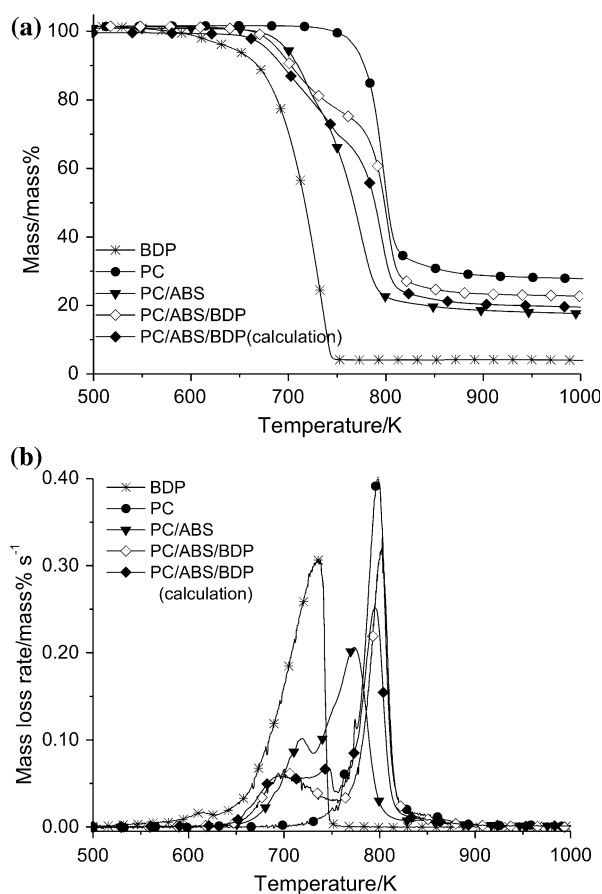 (a)
100
80
60
40
20
0
Mass/mass%
BDP
PC
PC/ABS
PC/ABS/BDP
PC/ABS/BDP(calculation)
500 600 700 800 900 1000
Temperature/K
(b)
0.40
0.30
0.20
0.10
0.00
Mass loss rate/mass% s⁻¹
BDP
PC
PC/ABS
PC/ABS/BDP
PC/ABS/BDP
(calculation)
500 600 700 800 900 1000
Temperature/K